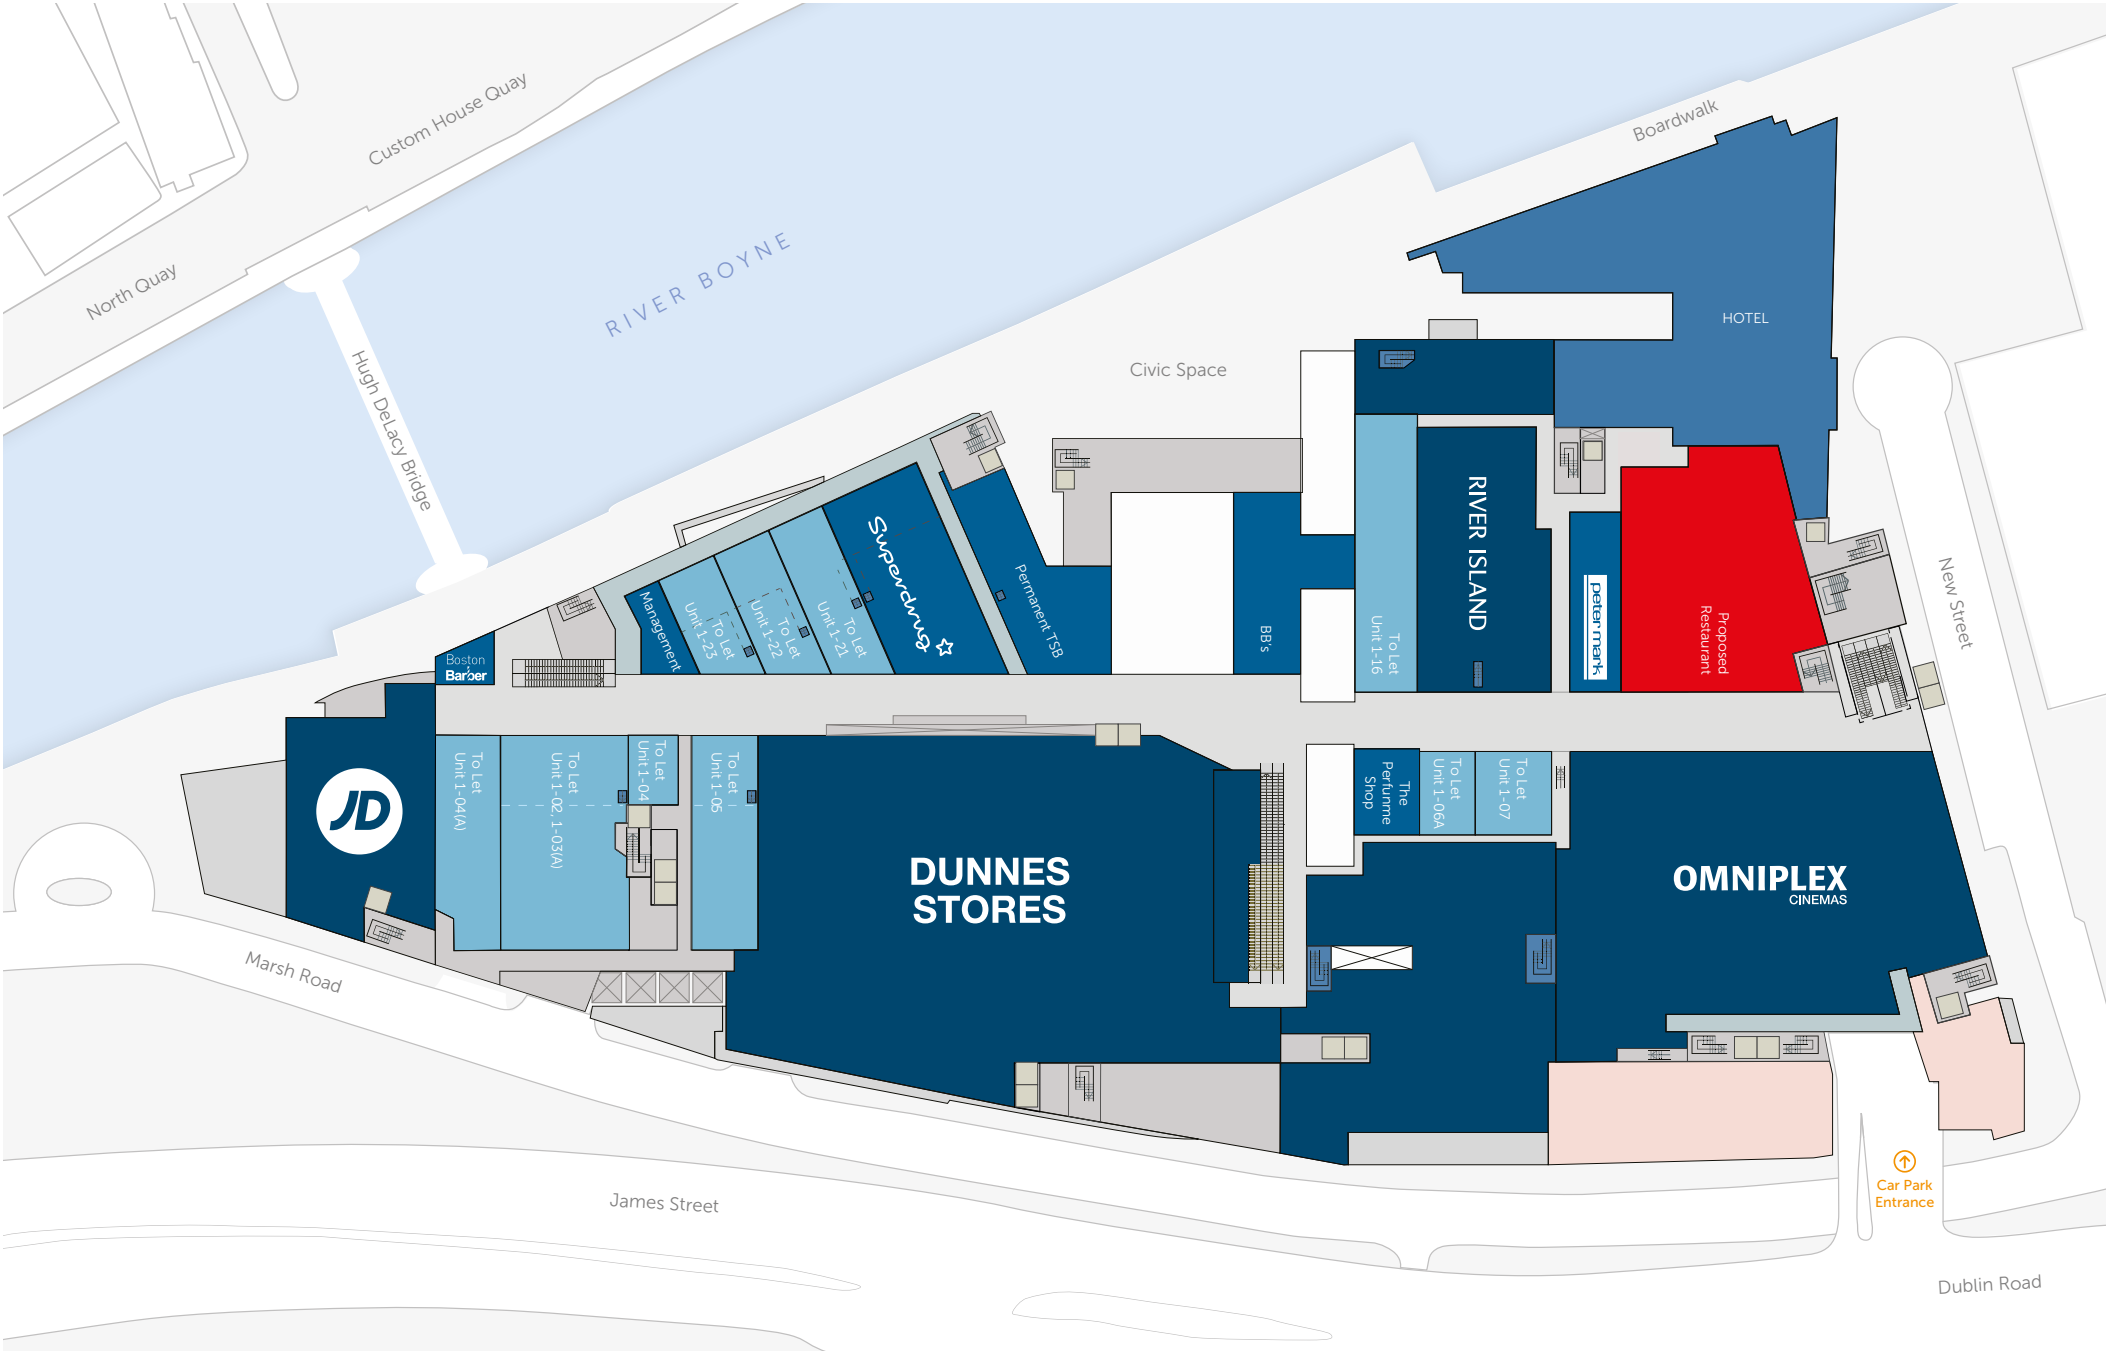 Custom House Quay
Boardwalk
North Quay
RIVER BOYNE
HOTEL
Hugh DeLacy Bridge
Civic Space
New Street
Superdrug
Permanent TSB
RIVER ISLAND
peter mark
Proposed
Restaurant
Management
To Let
Unit 1-23
To Let
Unit 1-22
To Let
Unit 1-21
BB's
To Let
Unit 1-16
Boston
Barber
JD
To Let
Unit 1-04(A)
To Let
Unit 1-02, 1-03(A)
To Let
Unit 1-04
To Let
Unit 1-05
The
Perfunme
Shop
To Let
Unit 1-06A
To Let
Unit 1-07
DUNNES
STORES
OMNIPLEX
CINEMAS
Marsh Road
James Street
Car Park
Entrance
Dublin Road